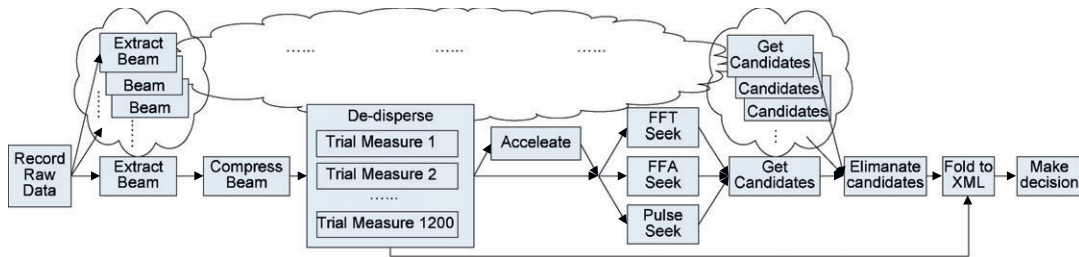 Extract
Beam
Beam
Beam
......
......
......
......
Get
Candidates
Candidates
Candidates
......
Record
Raw
Data
Extract
Beam
Compress
Beam
De-disperse
Trial Measure 1
Trial Measure 2
......
Trial Measure 1200
Acceleate
FFT
Seek
FFA
Seek
Pulse
Seek
Get
Candidates
Elimanate
candidates
Fold to
XML
Make
decision